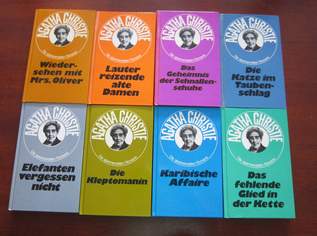 AGATHA CHRISTIE
Wieder-
sehen mit
Mrs. Oliver
AGATHA CHRISTIE
Lauter
reizende
alte
Damen
AGATHA CHRISTIE
Das
Geheimnis
der Schnallen-
schuhe
AGATHA CHRISTIE
Die
Katze im
Tauben-
schlag
AGATHA CHRISTIE
Elefanten
vergessen
nicht
AGATHA CHRISTIE
Die
Kleptomanin
AGATHA CHRISTIE
Karibische
Affaire
AGATHA CHRISTIE
Das
fehlende
Glied in
der Kette